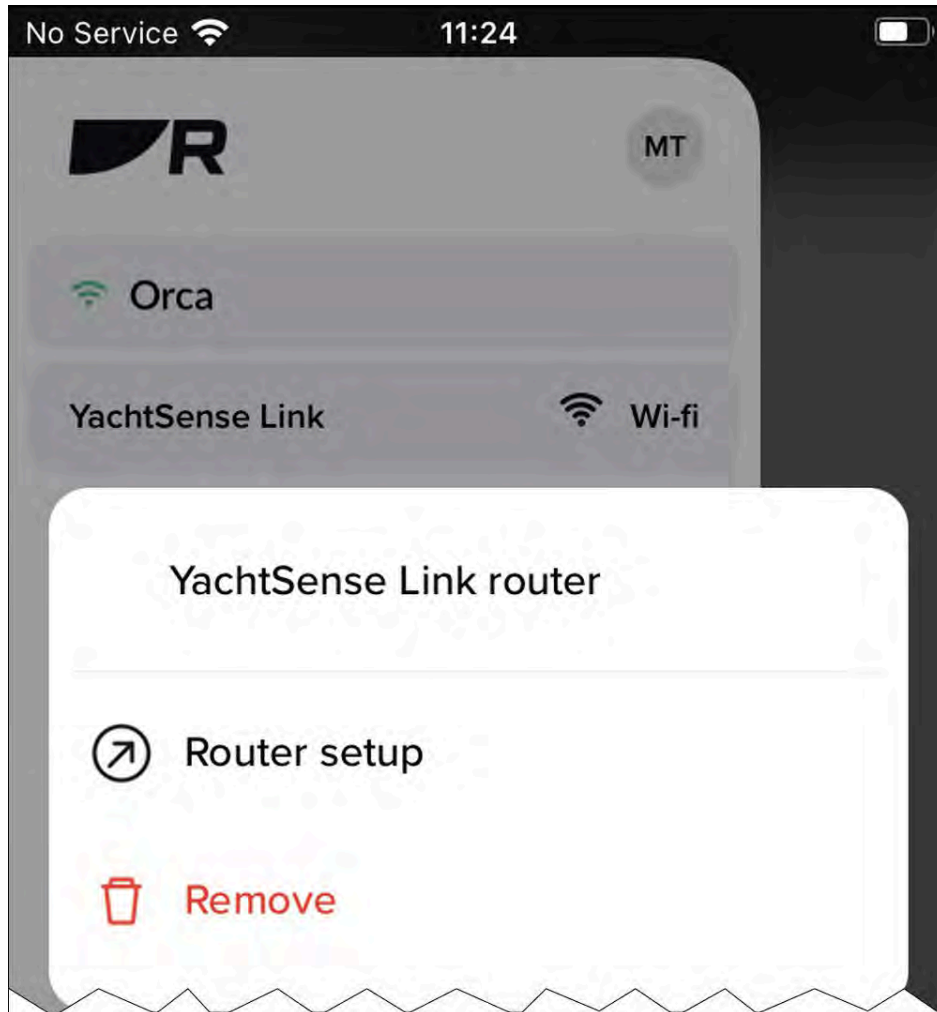 No Service 11:24
R MT
Orca
YachtSense Link Wi-fi
YachtSense Link router
Router setup
Remove